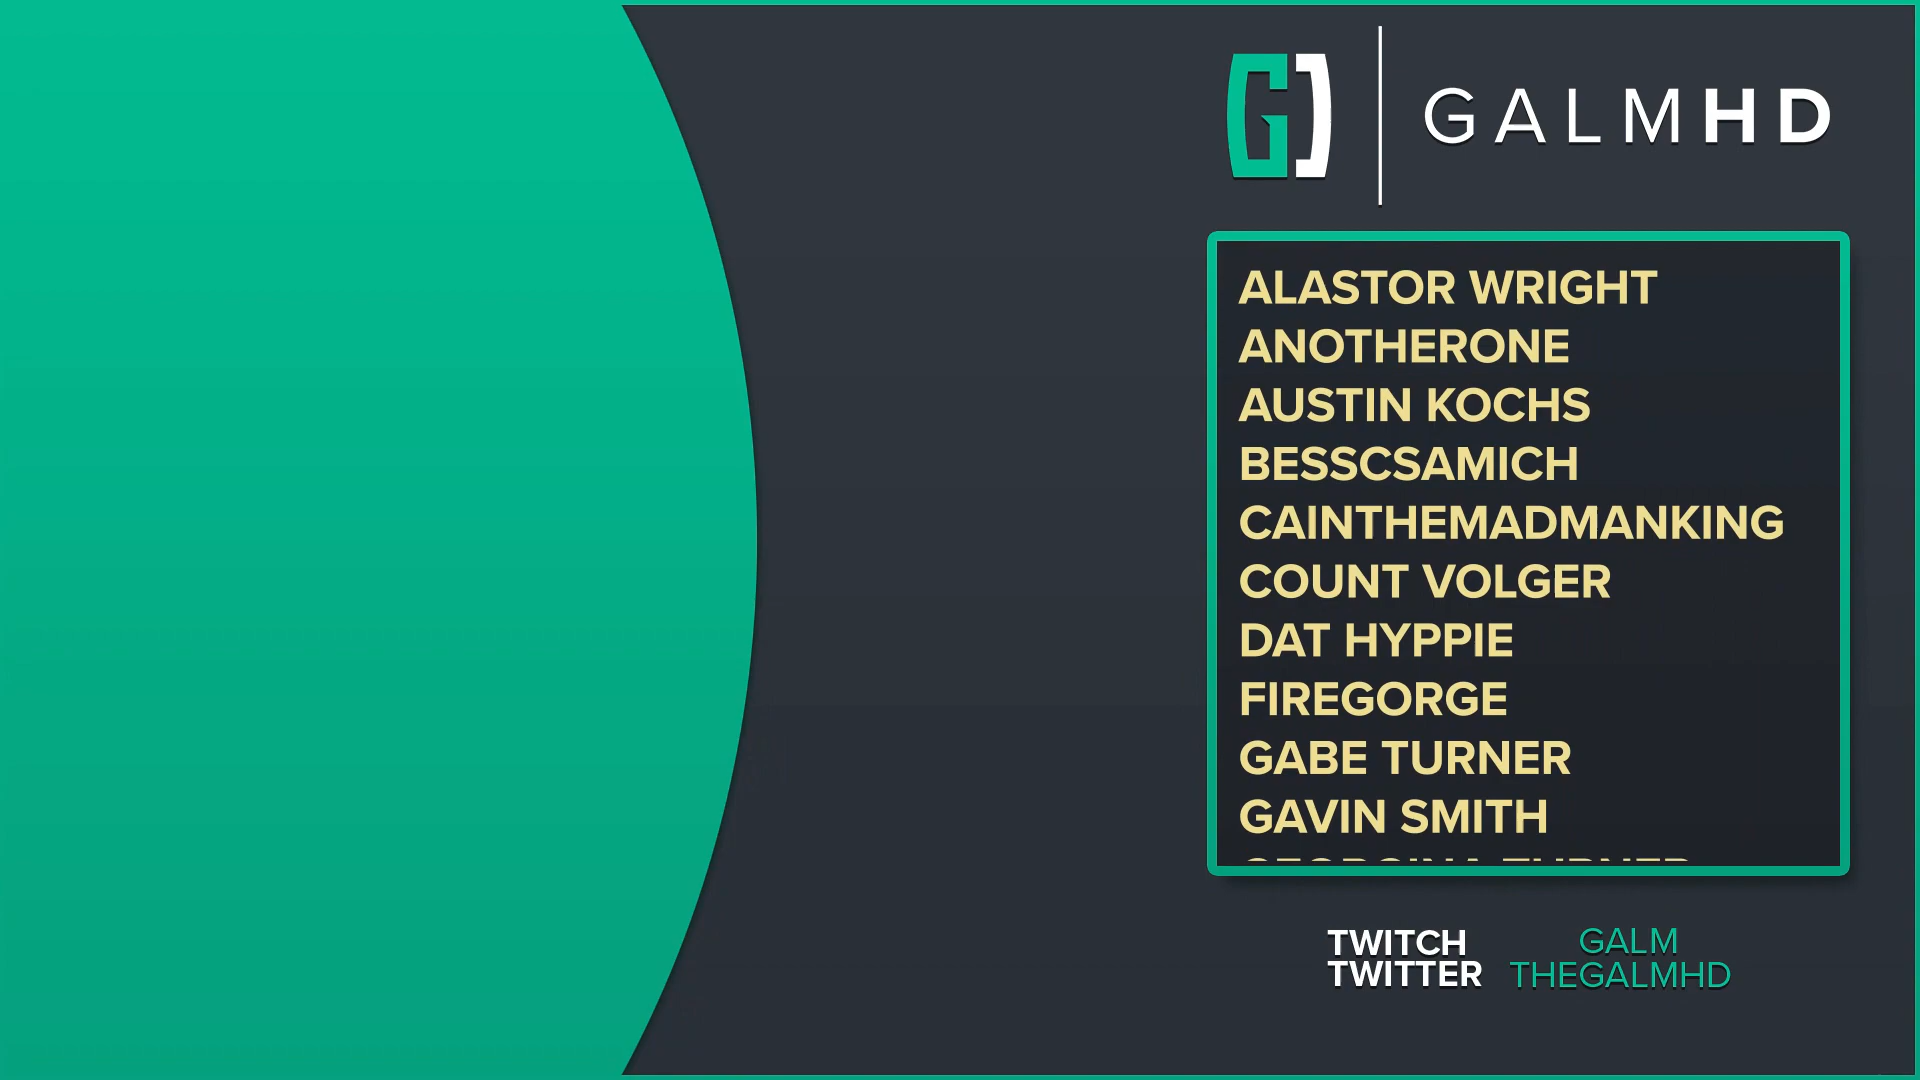 GALMHD
ALASTOR WRIGHT
ANOTHERONE
AUSTIN KOCHS
BESSCSAMICH
CAINTHEMADMANKING
COUNT VOLGER
DAT HYPPIE
FIREGORGE
GABE TURNER
GAVIN SMITH
TWITCH GALM
TWITTER THEGALMHD